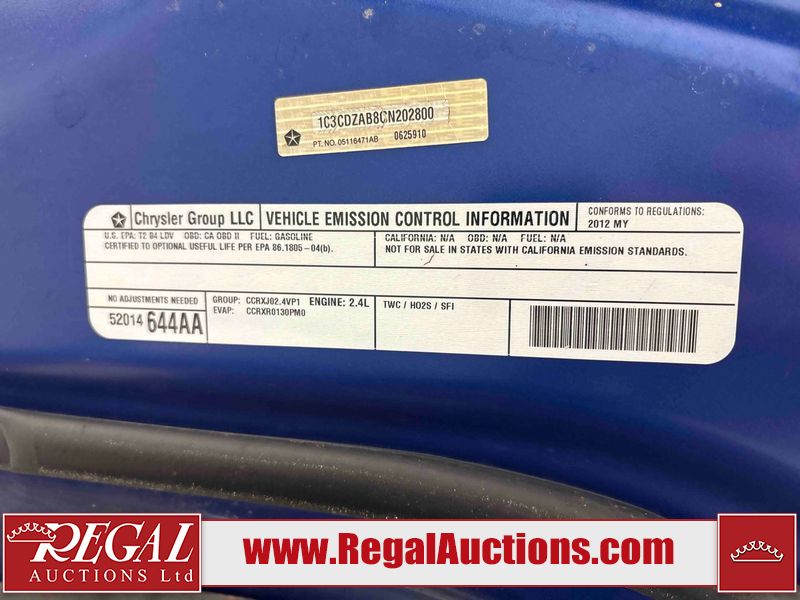 1C3CDZAB8CN202800
PT. NO. 05116471AB 0625910
Chrysler Group LLC VEHICLE EMISSION CONTROL INFORMATION CONFORMS TO REGULATIONS:
2012 MY
U.S. EPA: T2 B4 LDV OBD: CA OBD II FUEL: GASOLINE
CERTIFIED TO OPTIONAL USEFUL LIFE PER EPA 86.1805-04(b).
CALIFORNIA: N/A OBD: N/A FUEL: N/A
NOT FOR SALE IN STATES WITH CALIFORNIA EMISSION STANDARDS.
NO ADJUSTMENTS NEEDED
52014 644AA
GROUP: CCRXJ02.4VP1 ENGINE: 2.4L
EVAP: CCRXR0130PM0
TWC / HO2S / SFI
REGAL
AUCTIONS Ltd
www.RegalAuctions.com